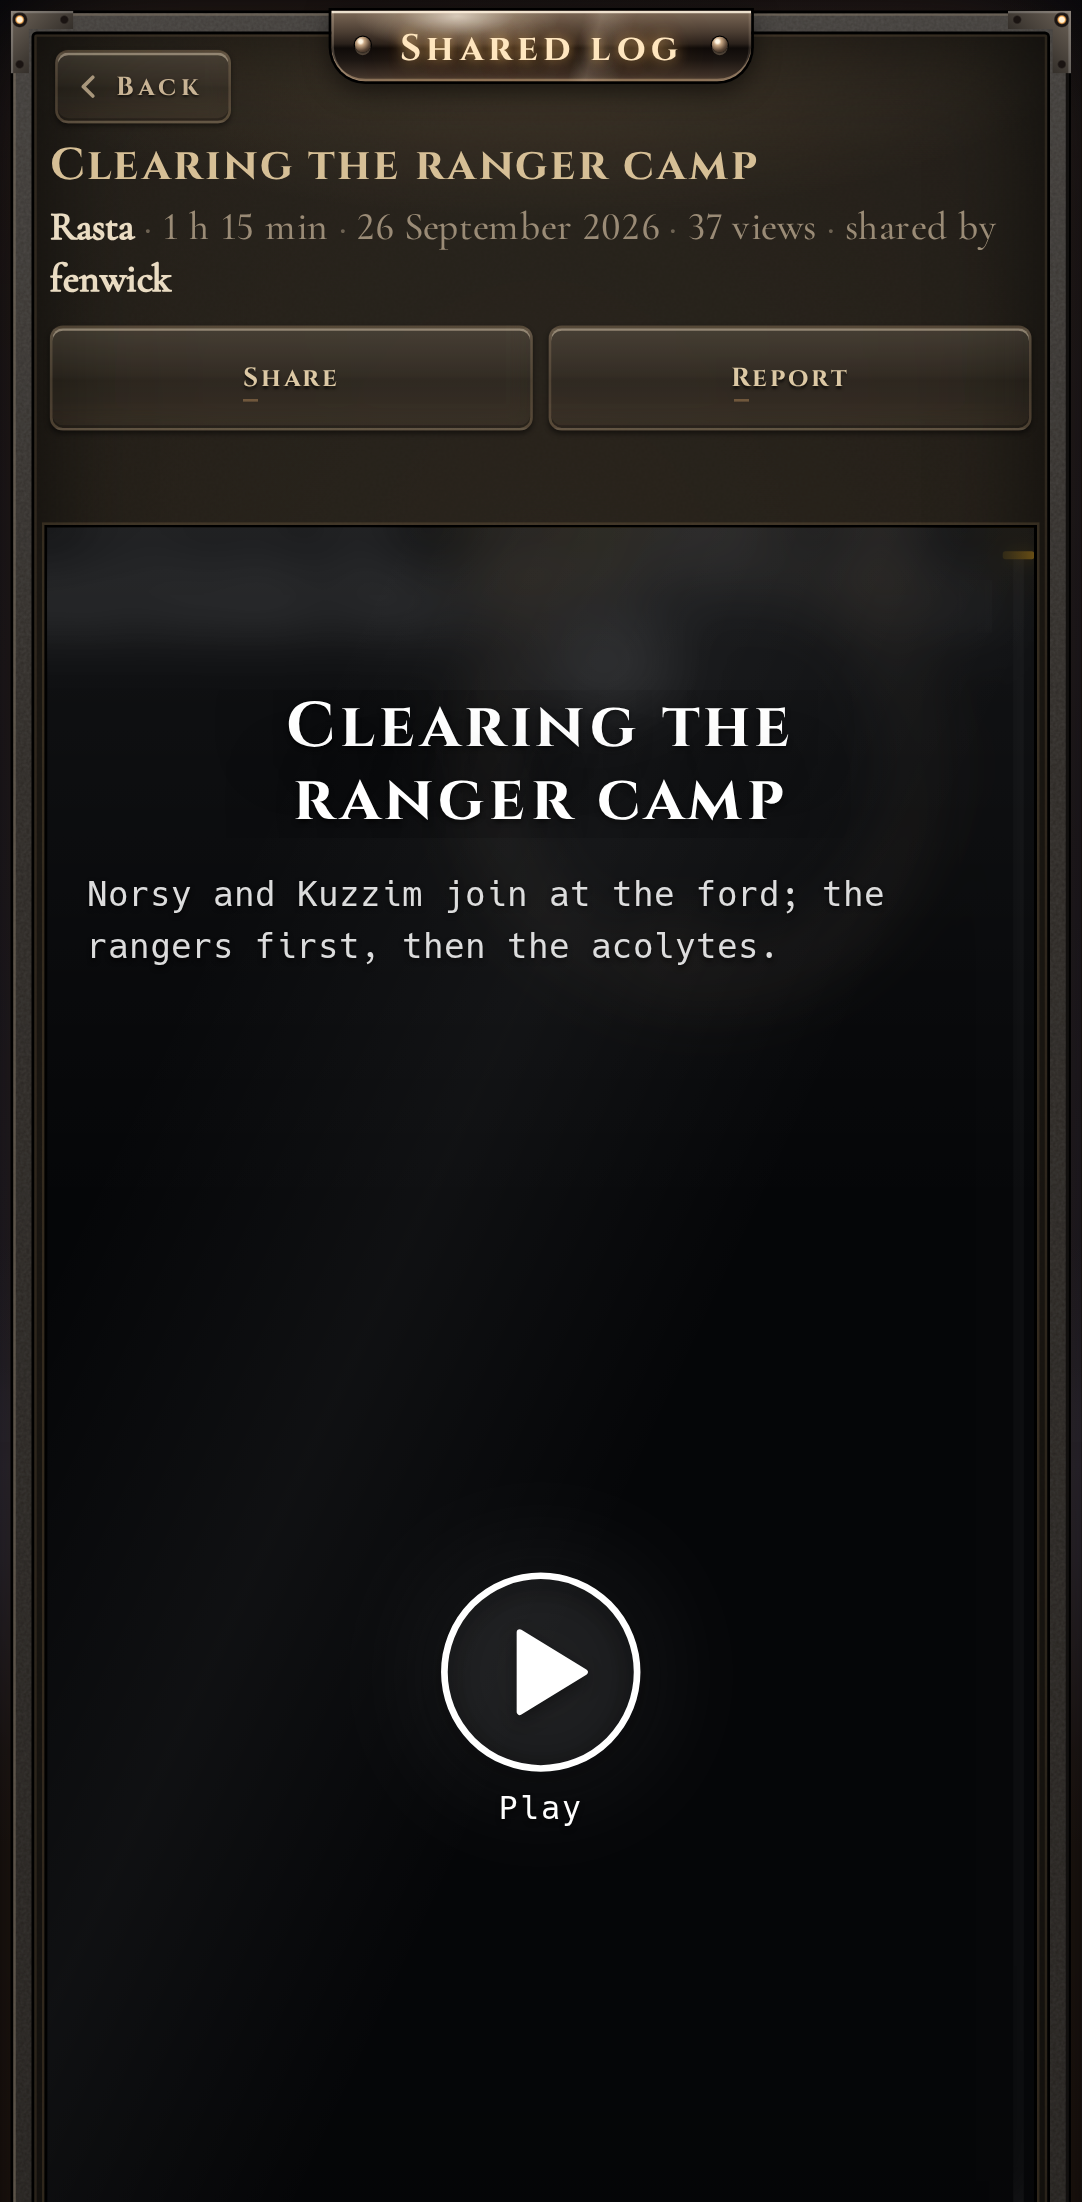 Shared log
Back
Clearing the ranger camp
Rasta · 1 h 15 min · 26 September 2026 · 37 views · shared by
fenwick
Share
Report
Clearing the
ranger camp
Norsy and Kuzzim join at the ford; the
rangers first, then the acolytes.
Play